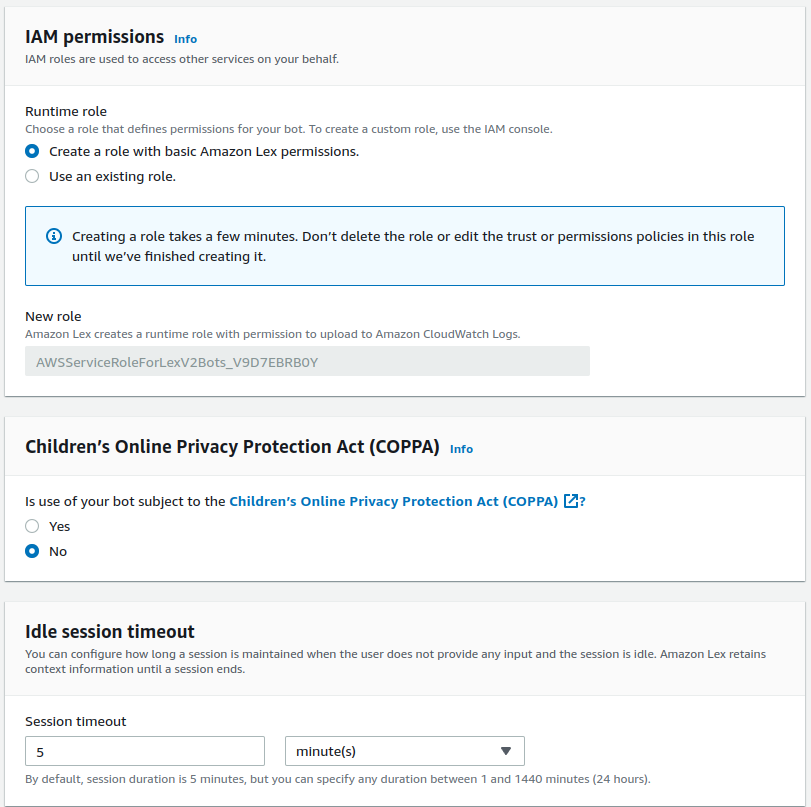 IAM permissions Info
IAM roles are used to access other services on your behalf.
Runtime role
Choose a role that defines permissions for your bot. To create a custom role, use the IAM console.
Create a role with basic Amazon Lex permissions.
Use an existing role.
Creating a role takes a few minutes. Don’t delete the role or edit the trust or permissions policies in this role
until we’ve finished creating it.
New role
Amazon Lex creates a runtime role with permission to upload to Amazon CloudWatch Logs.
AWSServiceRoleForLexV2Bots_V9D7EBRB0Y
Children’s Online Privacy Protection Act (COPPA) Info
Is use of your bot subject to the Children’s Online Privacy Protection Act (COPPA) ?
Yes
No
Idle session timeout
You can configure how long a session is maintained when the user does not provide any input and the session is idle. Amazon Lex retains
context information until a session ends.
Session timeout
5 minute(s)
By default, session duration is 5 minutes, but you can specify any duration between 1 and 1440 minutes (24 hours).